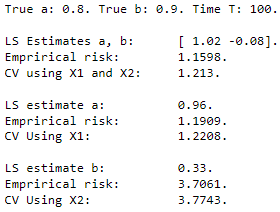 True a: 0.8. True b: 0.9. Time T: 100.
LS Estimates a, b: [ 1.02 -0.08].
Emprirical risk: 1.1598.
CV using X1 and X2: 1.213.
LS estimate a: 0.96.
Emprirical risk: 1.1909.
CV Using X1: 1.2208.
LS estimate b: 0.33.
Emprirical risk: 3.7061.
CV Using X2: 3.7743.